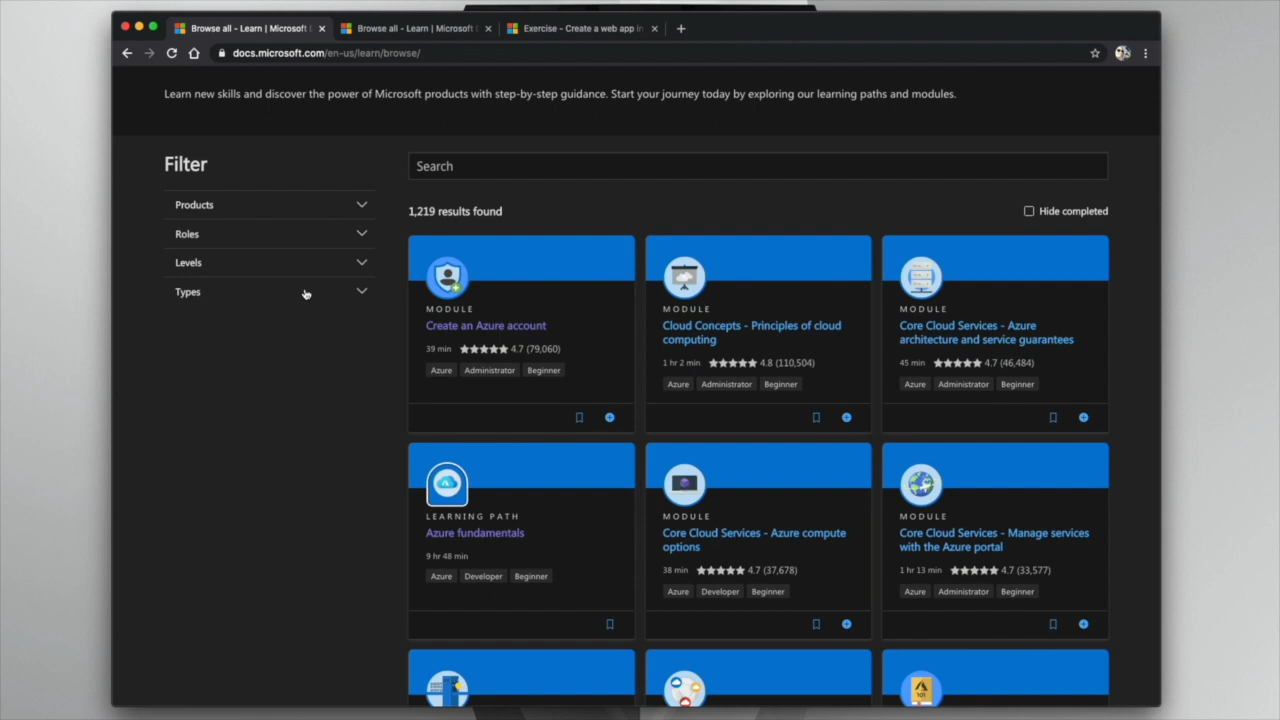 Browse all - Learn | Microsoft
Browse all - Learn | Microsoft
Exercise - Create a web app in
docs.microsoft.com/en-us/learn/browse/
Learn new skills and discover the power of Microsoft products with step-by-step guidance. Start your journey today by exploring our learning paths and modules.
Filter
Products
Roles
Levels
Types
Search
1,219 results found
Hide completed
MODULE
Create an Azure account
39 min 4.7 (79,060)
Azure Administrator Beginner
MODULE
Cloud Concepts - Principles of cloud
computing
1 hr 2 min 4.8 (110,504)
Azure Administrator Beginner
MODULE
Core Cloud Services - Azure
architecture and service guarantees
45 min 4.7 (46,484)
Azure Administrator Beginner
LEARNING PATH
Azure fundamentals
9 hr 48 min
Azure Developer Beginner
MODULE
Core Cloud Services - Azure compute
options
38 min 4.7 (37,678)
Azure Developer Beginner
MODULE
Core Cloud Services - Manage services
with the Azure portal
1 hr 13 min 4.7 (33,577)
Azure Administrator Beginner
101